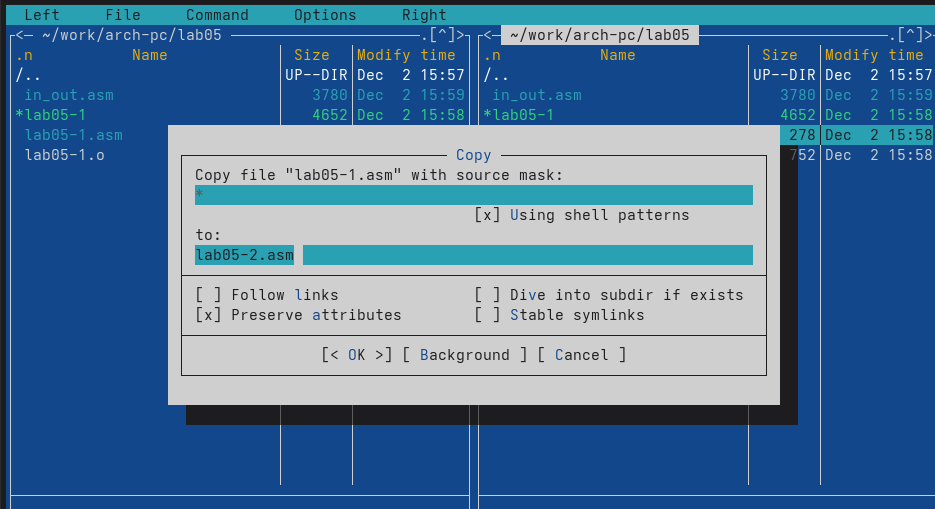 Left File Command Options Right
<─ ~/work/arch-pc/lab05 .[^]> <─ ~/work/arch-pc/lab05 .[^]>
.n Name Size Modify time .n Name Size Modify time
/.. UP--DIR Dec 2 15:57 /.. UP--DIR Dec 2 15:57
in_out.asm 3780 Dec 2 15:59 in_out.asm 3780 Dec 2 15:59
*lab05-1 4652 Dec 2 15:58 *lab05-1 4652 Dec 2 15:58
lab05-1.asm 278 Dec 2 15:58
lab05-1.o 752 Dec 2 15:58
Copy
Copy file "lab05-1.asm" with source mask:
*
[x] Using shell patterns
to:
lab05-2.asm
[ ] Follow links [ ] Dive into subdir if exists
[x] Preserve attributes [ ] Stable symlinks
[< OK >] [ Background ] [ Cancel ]